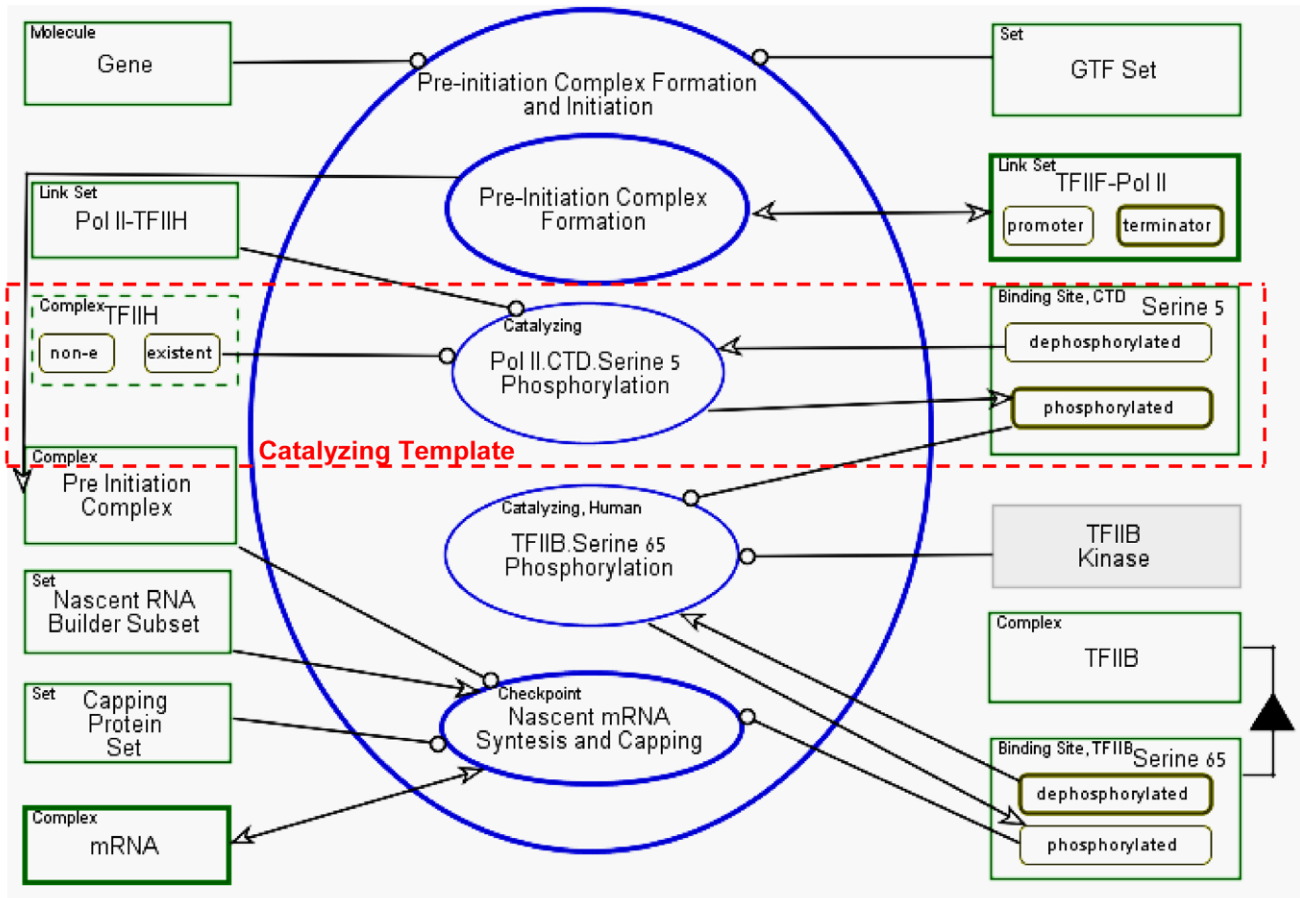 Molecule
Gene
Pre-initiation Complex Formation
and Initiation
Set
GTF Set
Link Set
Pol II-TFIIH
Pre-Initiation Complex
Formation
Link Set
TFIIF-Pol II
promoter
terminator
Complex
TFIIH
non-e
existent
Catalyzing
Pol II.CTD.Serine 5
Phosphorylation
Binding Site, CTD
Serine 5
dephosphorylated
phosphorylated
Catalyzing Template
Complex
Pre Initiation
Complex
Catalyzing, Human
TFIIB.Serine 65
Phosphorylation
TFIIB
Kinase
Set
Nascent RNA
Builder Subset
Complex
TFIIB
Set
Capping
Protein
Set
Checkpoint
Nascent mRNA
Syntesis and Capping
Binding Site, TFIIB
Serine 65
dephosphorylated
phosphorylated
Complex
mRNA